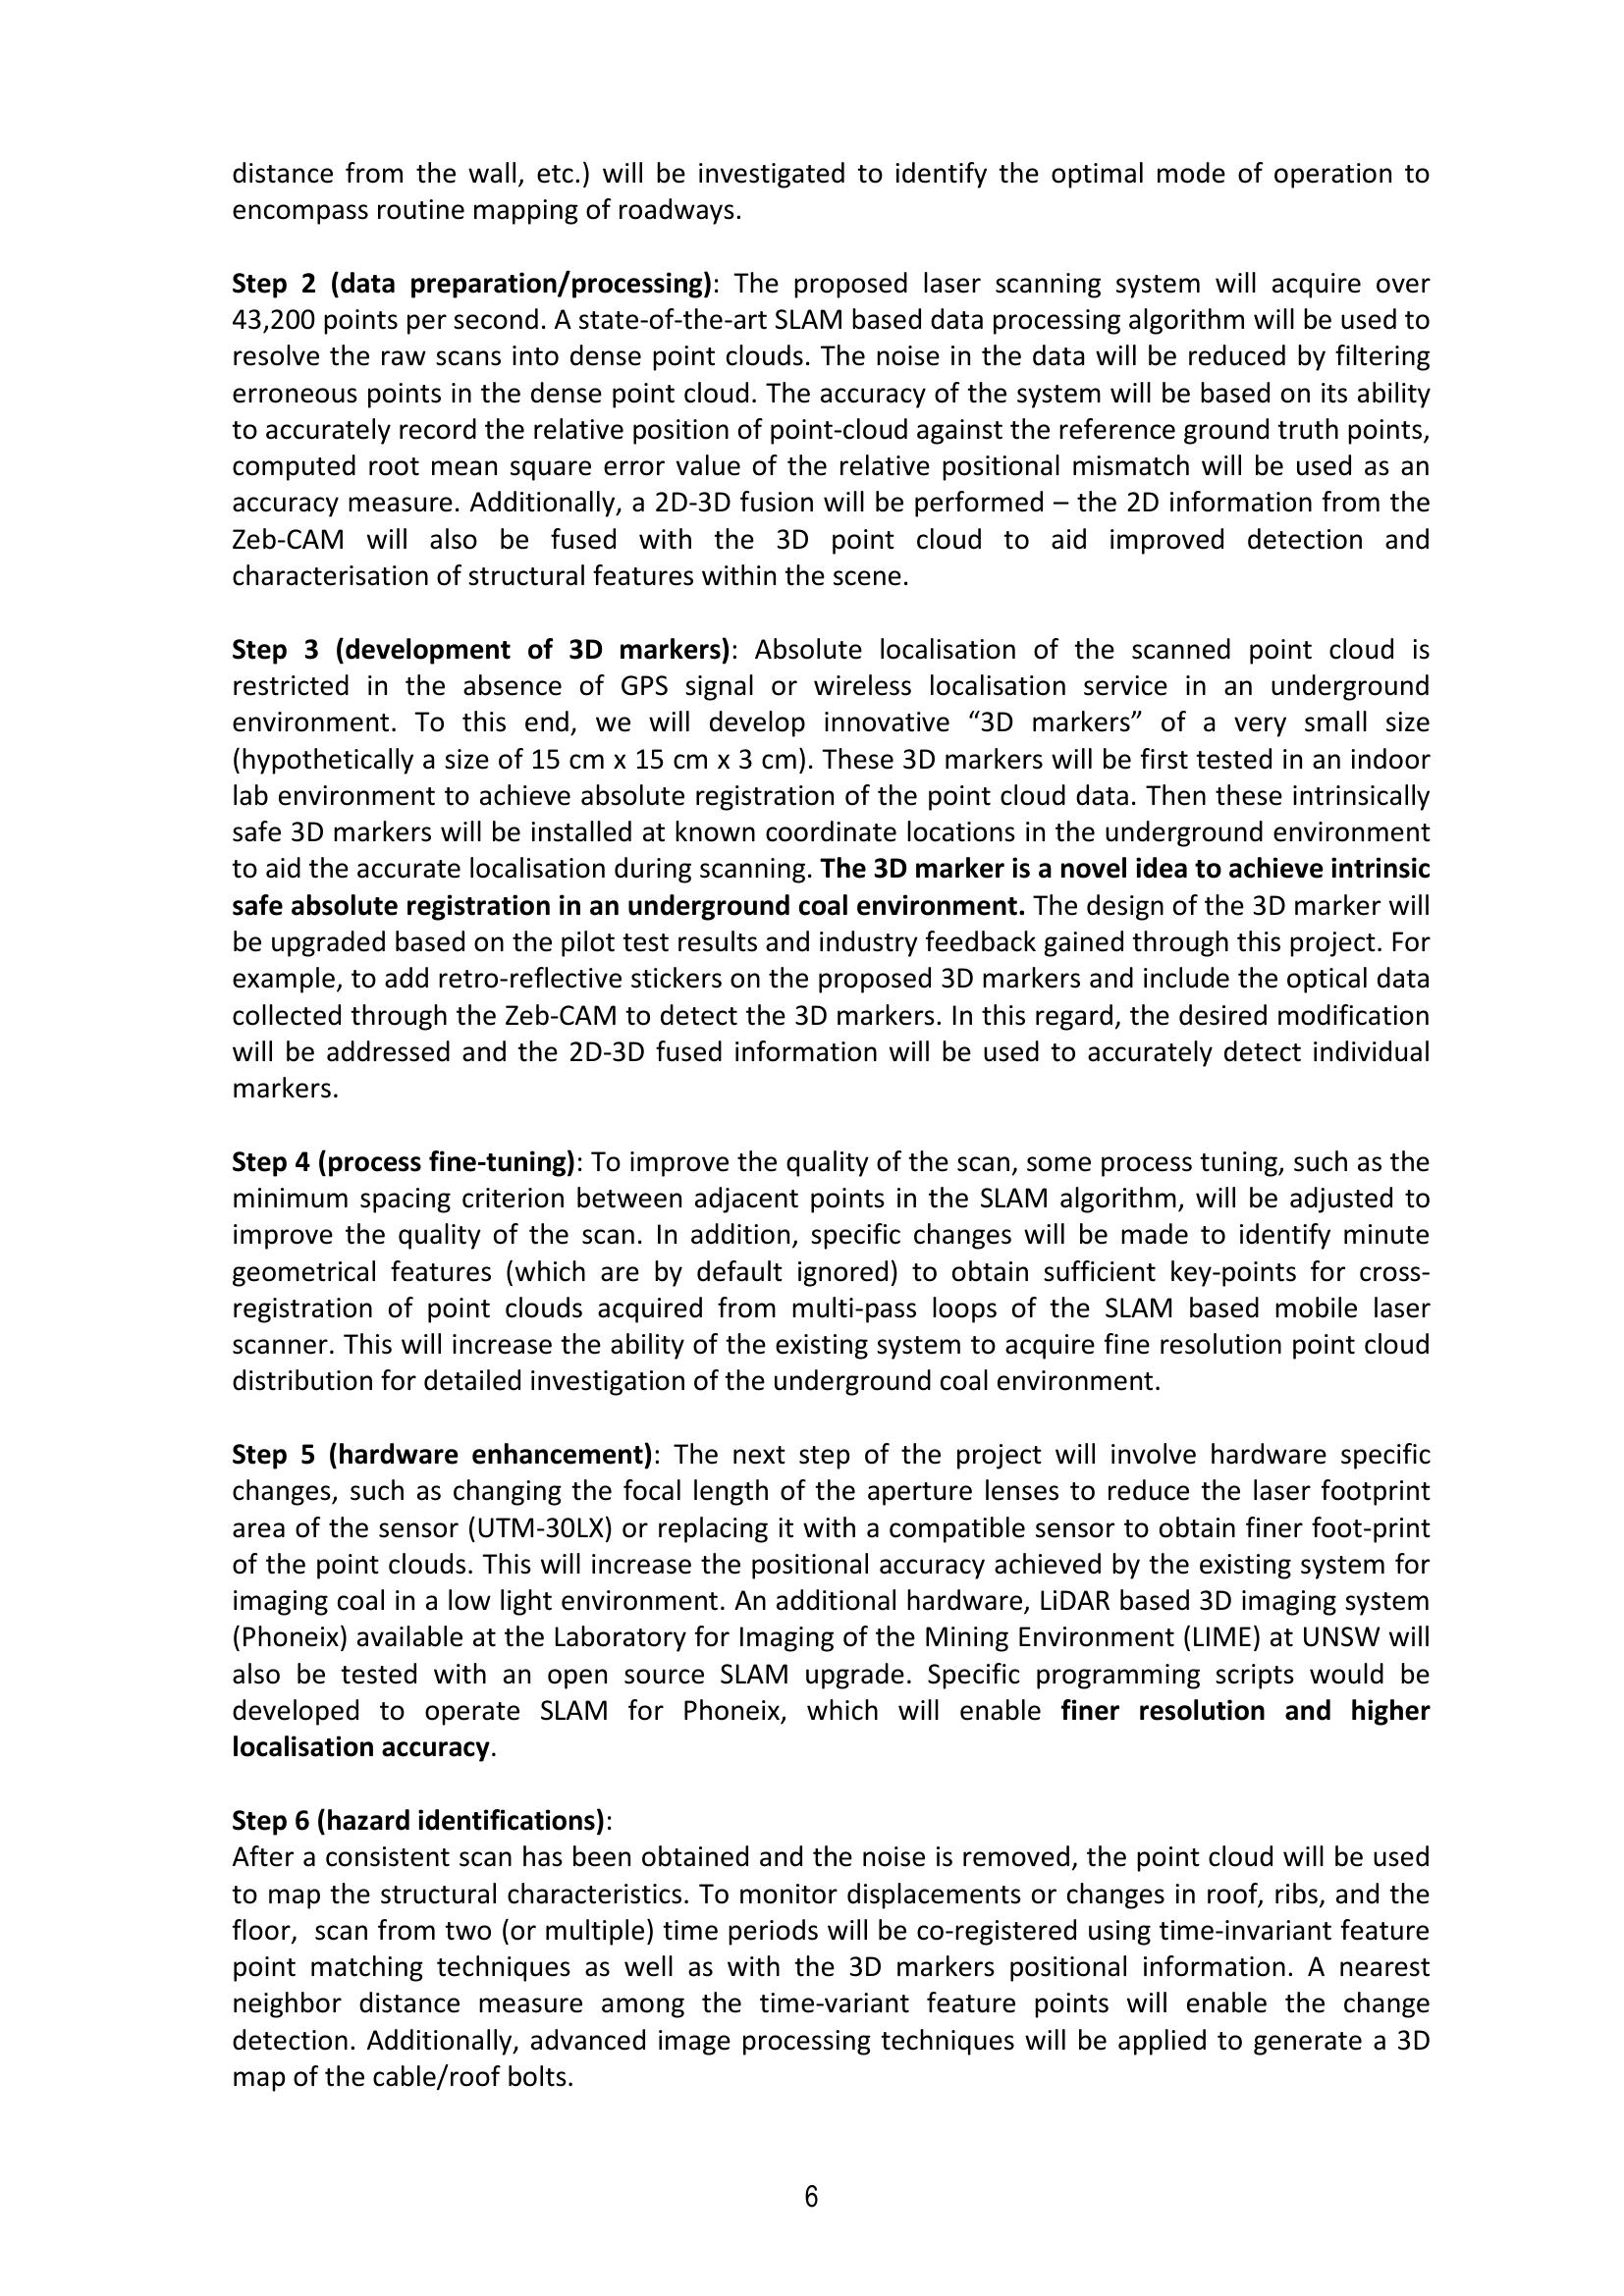 distance from the wall, etc.) will be investigated to identify the optimal mode of operation to
encompass routine mapping of roadways.
Step 2 (data preparation/processing): The proposed laser scanning system will acquire over
43,200 points per second. A state-of-the-art SLAM based data processing algorithm will be used to
resolve the raw scans into dense point clouds. The noise in the data will be reduced by filtering
erroneous points in the dense point cloud. The accuracy of the system will be based on its ability
to accurately record the relative position of point-cloud against the reference ground truth points,
computed root mean square error value of the relative positional mismatch will be used as an
accuracy measure. Additionally, a 2D-3D fusion will be performed – the 2D information from the
Zeb-CAM will also be fused with the 3D point cloud to aid improved detection and
characterisation of structural features within the scene.
Step 3 (development of 3D markers): Absolute localisation of the scanned point cloud is
restricted in the absence of GPS signal or wireless localisation service in an underground
environment. To this end, we will develop innovative “3D markers” of a very small size
(hypothetically a size of 15 cm x 15 cm x 3 cm). These 3D markers will be first tested in an indoor
lab environment to achieve absolute registration of the point cloud data. Then these intrinsically
safe 3D markers will be installed at known coordinate locations in the underground environment
to aid the accurate localisation during scanning. The 3D marker is a novel idea to achieve intrinsic
safe absolute registration in an underground coal environment. The design of the 3D marker will
be upgraded based on the pilot test results and industry feedback gained through this project. For
example, to add retro-reflective stickers on the proposed 3D markers and include the optical data
collected through the Zeb-CAM to detect the 3D markers. In this regard, the desired modification
will be addressed and the 2D-3D fused information will be used to accurately detect individual
markers.
Step 4 (process fine-tuning): To improve the quality of the scan, some process tuning, such as the
minimum spacing criterion between adjacent points in the SLAM algorithm, will be adjusted to
improve the quality of the scan. In addition, specific changes will be made to identify minute
geometrical features (which are by default ignored) to obtain sufficient key-points for cross-
registration of point clouds acquired from multi-pass loops of the SLAM based mobile laser
scanner. This will increase the ability of the existing system to acquire fine resolution point cloud
distribution for detailed investigation of the underground coal environment.
Step 5 (hardware enhancement): The next step of the project will involve hardware specific
changes, such as changing the focal length of the aperture lenses to reduce the laser footprint
area of the sensor (UTM-30LX) or replacing it with a compatible sensor to obtain finer foot-print
of the point clouds. This will increase the positional accuracy achieved by the existing system for
imaging coal in a low light environment. An additional hardware, LiDAR based 3D imaging system
(Phoneix) available at the Laboratory for Imaging of the Mining Environment (LIME) at UNSW will
also be tested with an open source SLAM upgrade. Specific programming scripts would be
developed to operate SLAM for Phoneix, which will enable finer resolution and higher
localisation accuracy.
Step 6 (hazard identifications):
After a consistent scan has been obtained and the noise is removed, the point cloud will be used
to map the structural characteristics. To monitor displacements or changes in roof, ribs, and the
floor,  scan from two (or multiple) time periods will be co-registered using time-invariant feature
point matching techniques as well as with the 3D markers positional information. A nearest
neighbor distance measure among the time-variant feature points will enable the change
detection. Additionally, advanced image processing techniques will be applied to generate a 3D
map of the cable/roof bolts.
6